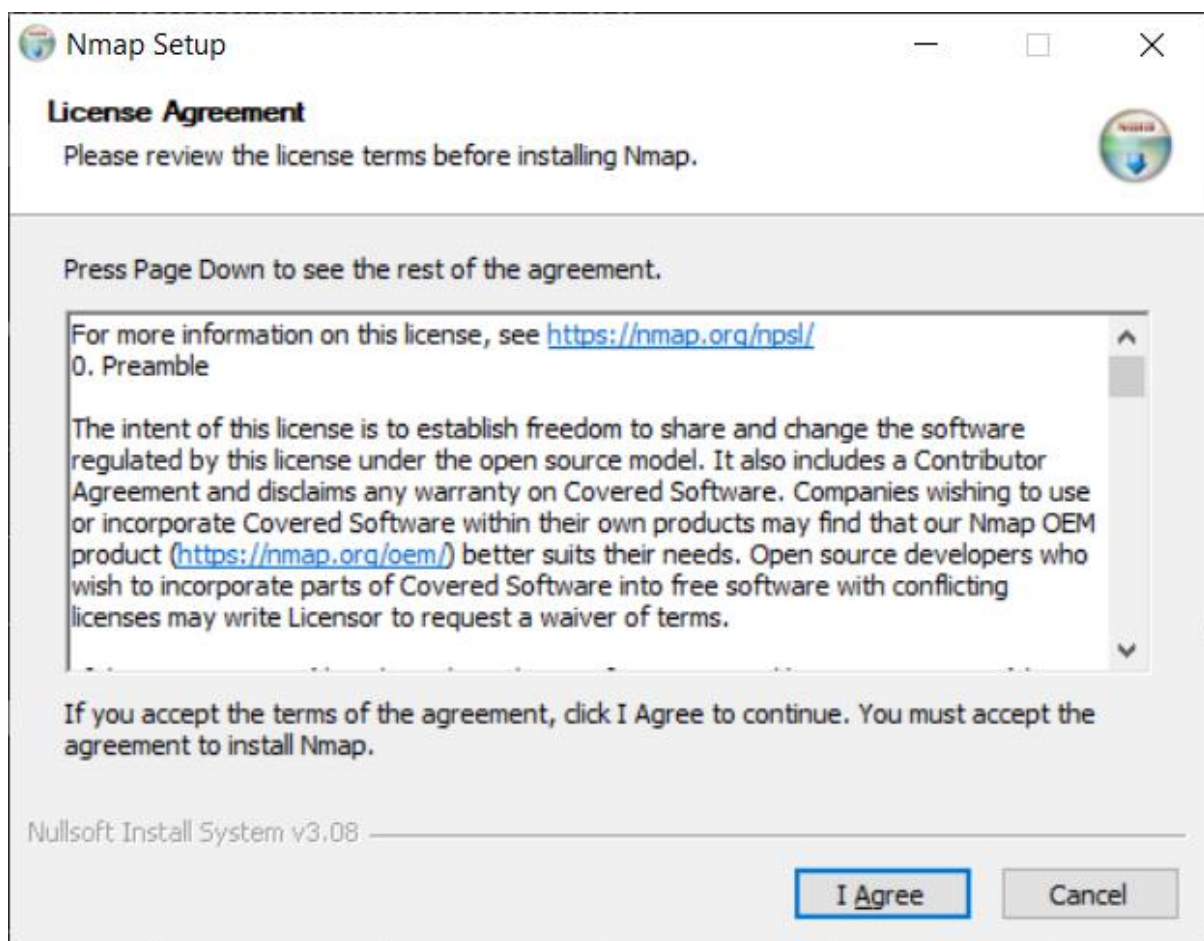 Nmap Setup
License Agreement
Please review the license terms before installing Nmap.
Press Page Down to see the rest of the agreement.
For more information on this license, see https://nmap.org/npsl/
0. Preamble
The intent of this license is to establish freedom to share and change the software
regulated by this license under the open source model. It also includes a Contributor
Agreement and disclaims any warranty on Covered Software. Companies wishing to use
or incorporate Covered Software within their own products may find that our Nmap OEM
product (https://nmap.org/oem/) better suits their needs. Open source developers who
wish to incorporate parts of Covered Software into free software with conflicting
licenses may write Licensor to request a waiver of terms.
If you accept the terms of the agreement, click I Agree to continue. You must accept the
agreement to install Nmap.
Nullsoft Install System v3.08
I Agree
Cancel